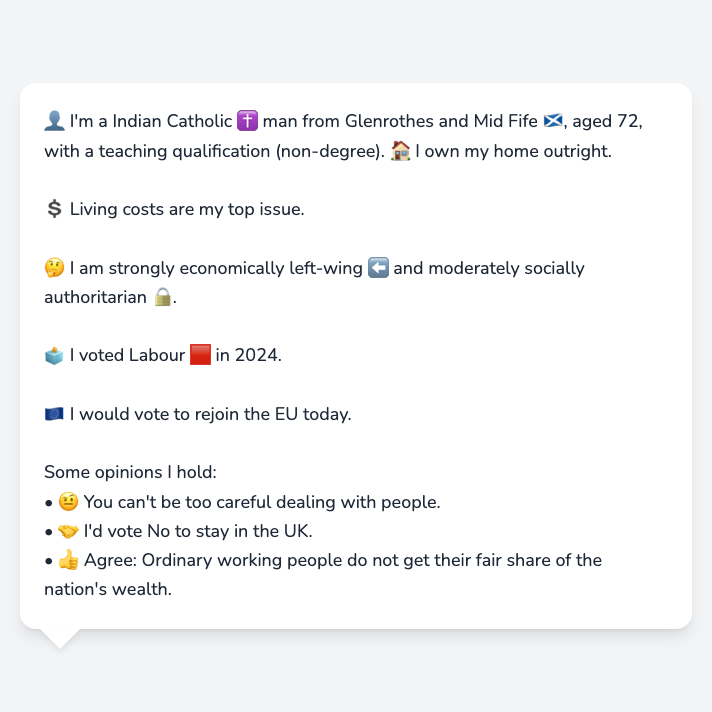 👤 I'm a Indian Catholic ✝️ man from Glenrothes and Mid Fife 🏴󠁧󠁢󠁳󠁣󠁴󠁿, aged 72,
with a teaching qualification (non-degree). 🏠 I own my home outright.
💲 Living costs are my top issue.
🤔 I am strongly economically left-wing ⬅️ and moderately socially
authoritarian 🔒.
🗳️ I voted Labour 🟥 in 2024.
🇪🇺 I would vote to rejoin the EU today.
Some opinions I hold:
• 🤨 You can't be too careful dealing with people.
• 🤝 I'd vote No to stay in the UK.
• 👍 Agree: Ordinary working people do not get their fair share of the
nation's wealth.